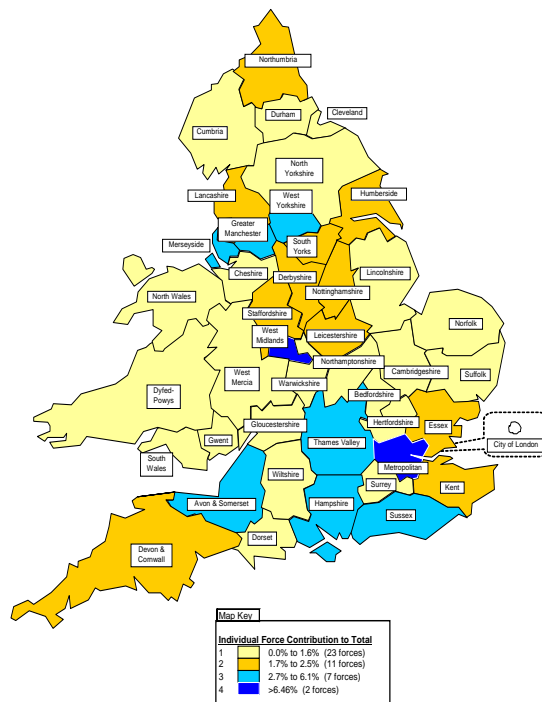 Northumbria
Durham
Cleveland
Cumbria
North
Yorkshire
Lancashire
West
Yorkshire
Humberside
Greater
Manchester
Merseyside
South
Yorks
Cheshire
Derbyshire
Lincolnshire
North Wales
Nottinghamshire
Staffordshire
Norfolk
West
Midlands
Leicestershire
Northamptonshire
West
Mercia
Cambridgeshire
Suffolk
Warwickshire
Dyfed-
Powys
Bedfordshire
Gloucestershire
Hertfordshire
Essex
Gwent
Thames Valley
City of London
South
Wales
Metropolitan
Wiltshire
Surrey
Kent
Avon & Somerset
Hampshire
Sussex
Dorset
Devon &
Cornwall
Map Key
Individual Force Contribution to Total
1 0.0% to 1.6% (23 forces)
2 1.7% to 2.5% (11 forces)
3 2.7% to 6.1% (7 forces)
4 >6.46% (2 forces)